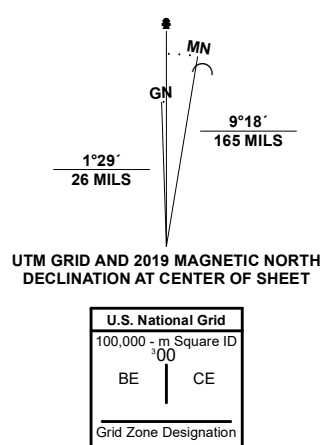 MN
GN
9°18´
165 MILS
1°29´
26 MILS
UTM GRID AND 2019 MAGNETIC NORTH
DECLINATION AT CENTER OF SHEET
U.S. National Grid
100,000 - m Square ID
³00
BE CE
Grid Zone Designation